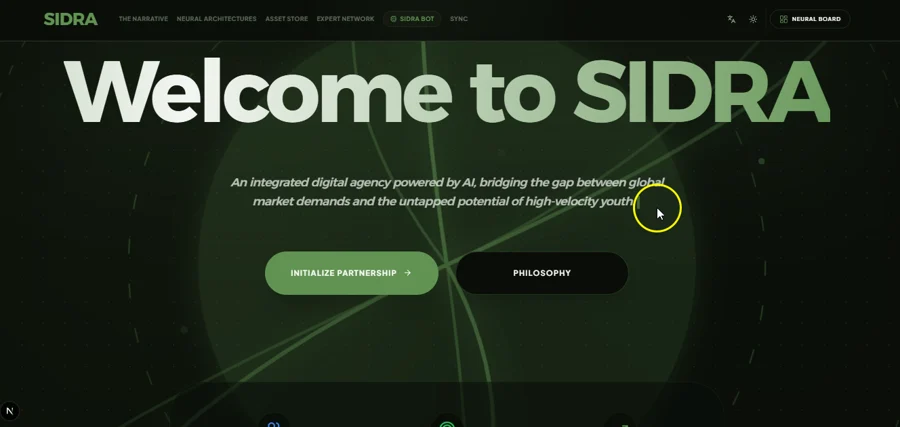 SIDRA
THE NARRATIVE NEURAL ARCHITECTURES ASSET STORE EXPERT NETWORK SIDRA BOT SYNC
NEURAL BOARD
Welcome to SIDRA
An integrated digital agency powered by AI, bridging the gap between global
market demands and the untapped potential of high-velocity youth.
INITIALIZE PARTNERSHIP →
PHILOSOPHY
N